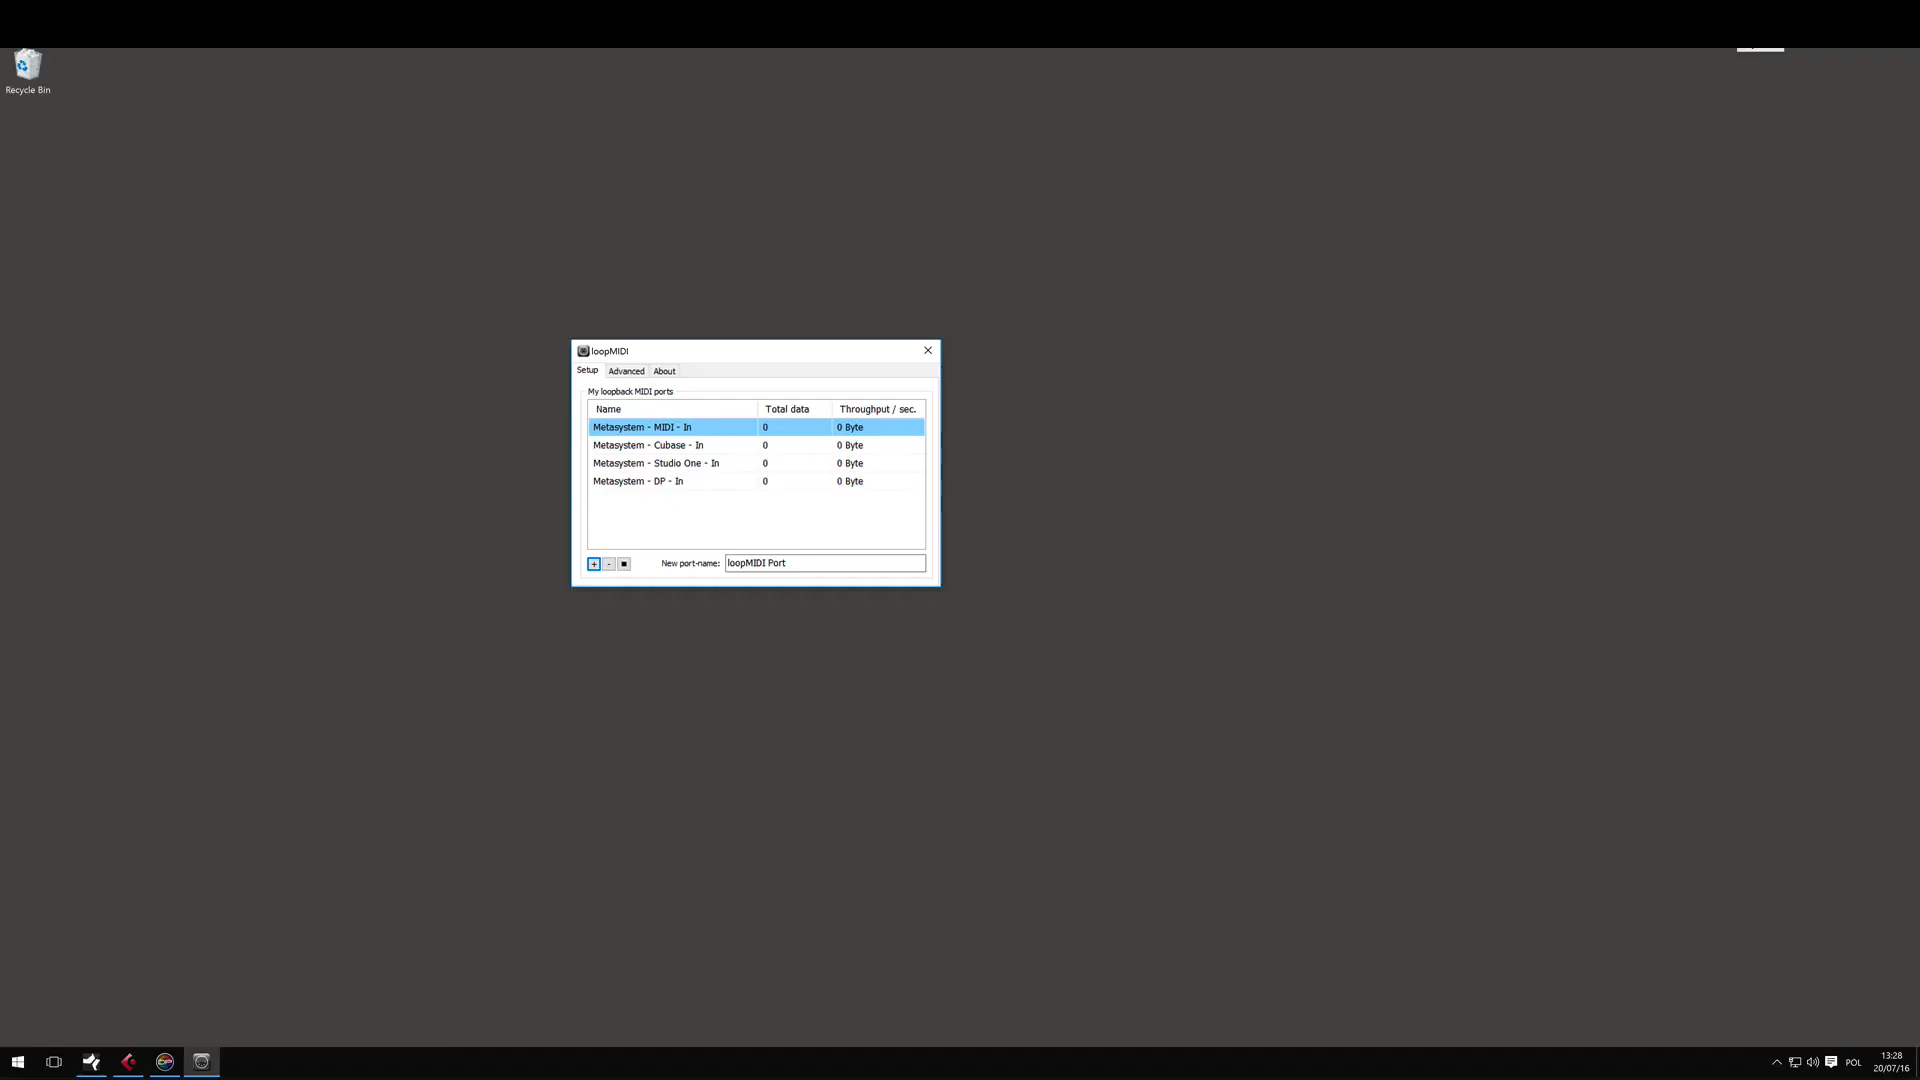 Recycle Bin
loopMIDI
Setup Advanced About
My loopback MIDI ports
Name Total data Throughput / sec.
Metasystem - MIDI - In 0 0 Byte
Metasystem - Cubase - In 0 0 Byte
Metasystem - Studio One - In 0 0 Byte
Metasystem - DP - In 0 0 Byte
+ - New port-name: loopMIDI Port
POL
13:28
20/07/16